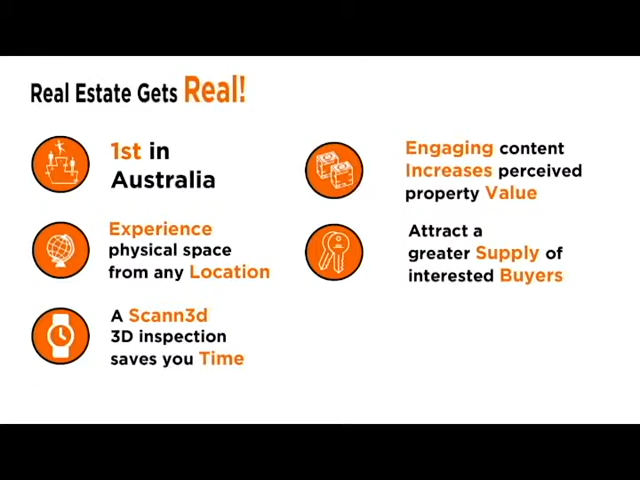 Real Estate Gets Real!
1st in
Australia
Experience
physical space
from any Location
A Scann3d
3D inspection
saves you Time
Engaging content
Increases perceived
property Value
Attract a
greater Supply of
interested Buyers